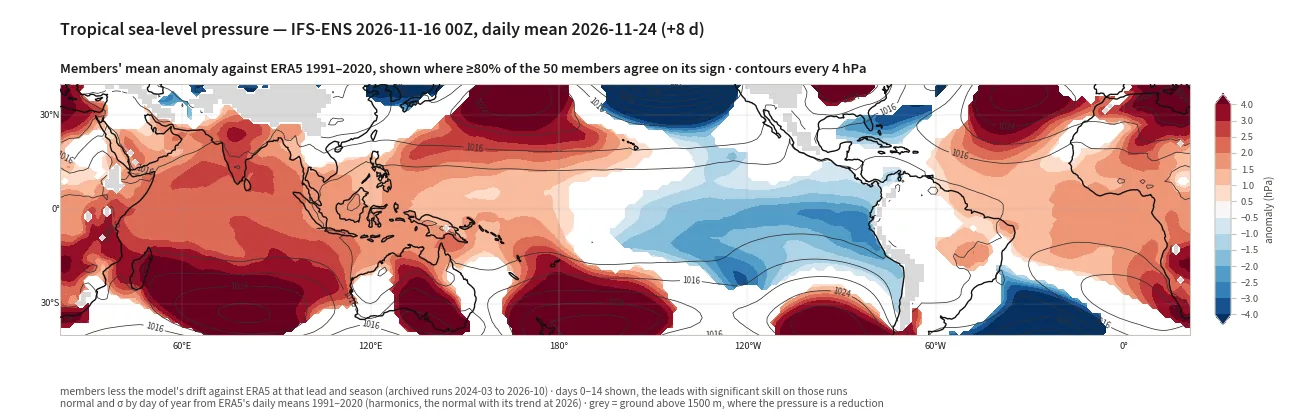 Tropical sea-level pressure — IFS-ENS 2026-11-16 00Z, daily mean 2026-11-24 (+8 d)
Members' mean anomaly against ERA5 1991–2020, shown where ≥80% of the 50 members agree on its sign · contours every 4 hPa
30°N
0°
30°S
60°E
120°E
180°
120°W
60°W
0°
1016
1016
1016
1016
1016
1016
1016
1016
1016
1016
1024
4.0
3.0
2.5
2.0
1.5
1.0
0.5
−0.5
−1.0
−1.5
−2.0
−2.5
−3.0
−4.0
anomaly (hPa)
members less the model's drift against ERA5 at that lead and season (archived runs 2024-03 to 2026-10) · days 0–14 shown, the leads with significant skill on those runs
normal and σ by day of year from ERA5's daily means 1991–2020 (harmonics, the normal with its trend at 2026) · grey = ground above 1500 m, where the pressure is a reduction